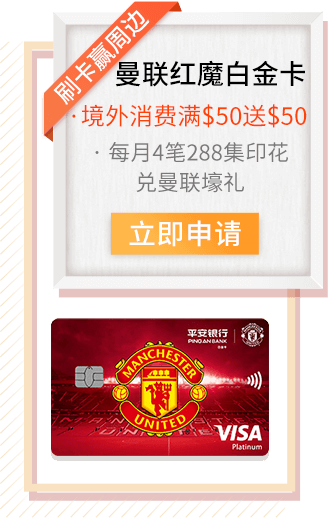 刷卡赢周边
曼联红魔白金卡
·境外消费满$50送$50
· 每月4笔288集印花
兑曼联壕礼
立即申请
平安银行
PING AN BANK
MANCHESTER
UNITED
VISA
Platinum